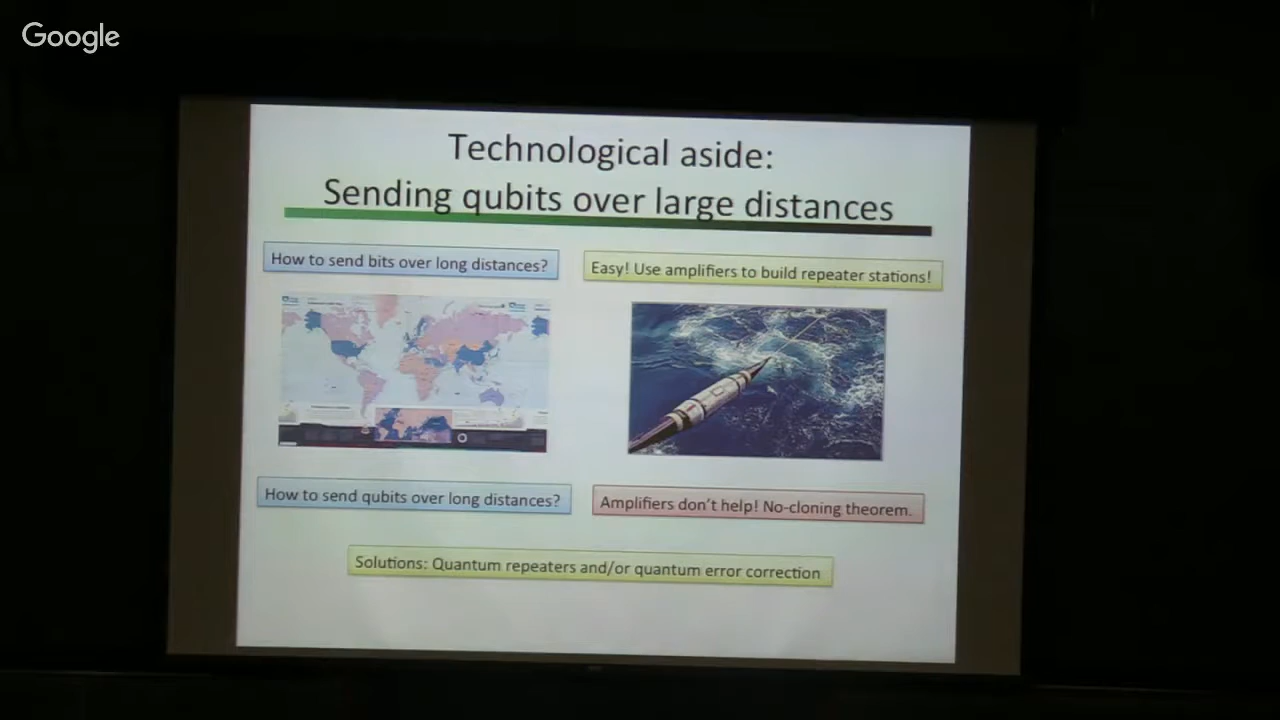 Google
Technological aside:
Sending qubits over large distances
How to send bits over long distances?
Easy! Use amplifiers to build repeater stations!
How to send qubits over long distances?
Amplifiers don't help! No-cloning theorem.
Solutions: Quantum repeaters and/or quantum error correction